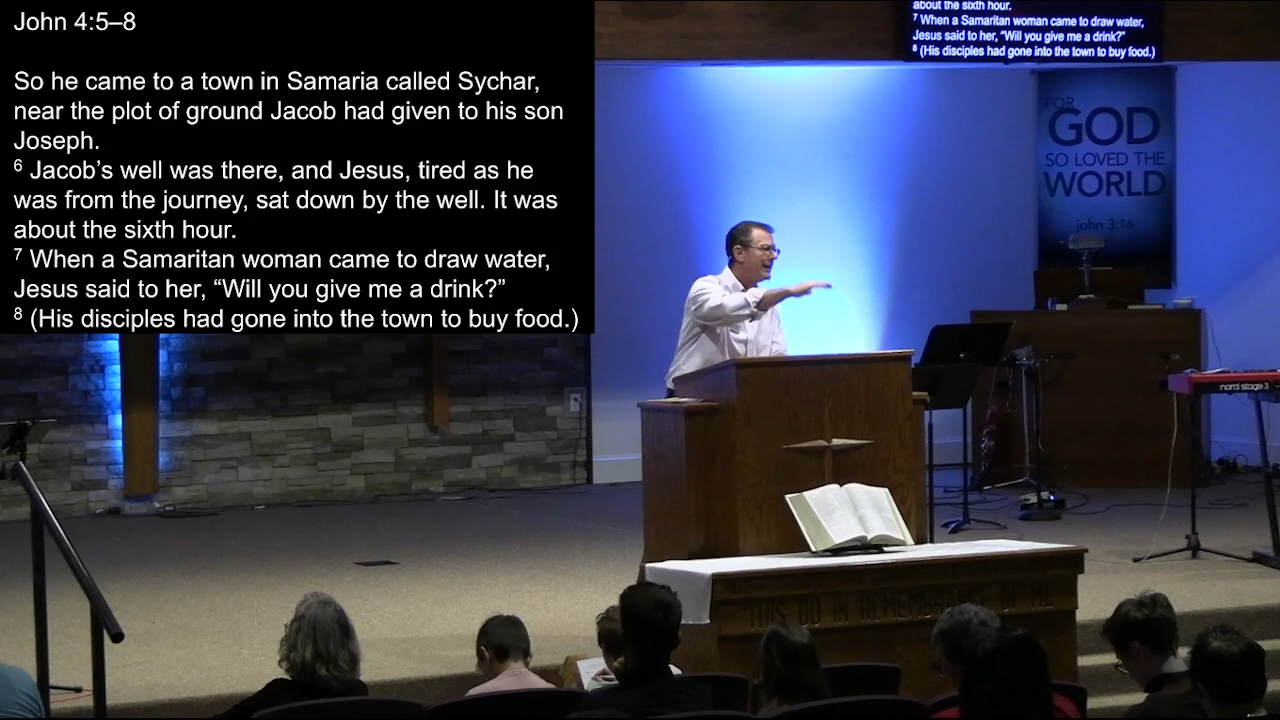 John 4:5–8
So he came to a town in Samaria called Sychar,
near the plot of ground Jacob had given to his son
Joseph.
6 Jacob’s well was there, and Jesus, tired as he
was from the journey, sat down by the well. It was
about the sixth hour.
7 When a Samaritan woman came to draw water,
Jesus said to her, “Will you give me a drink?”
8 (His disciples had gone into the town to buy food.)
about the sixth hour.
7 When a Samaritan woman came to draw water,
Jesus said to her, “Will you give me a drink?”
8 (His disciples had gone into the town to buy food.)
FOR
GOD
SO LOVED THE
WORLD
john 3:16
nord stage 3
THIS DO IN REMEMBRANCE OF ME